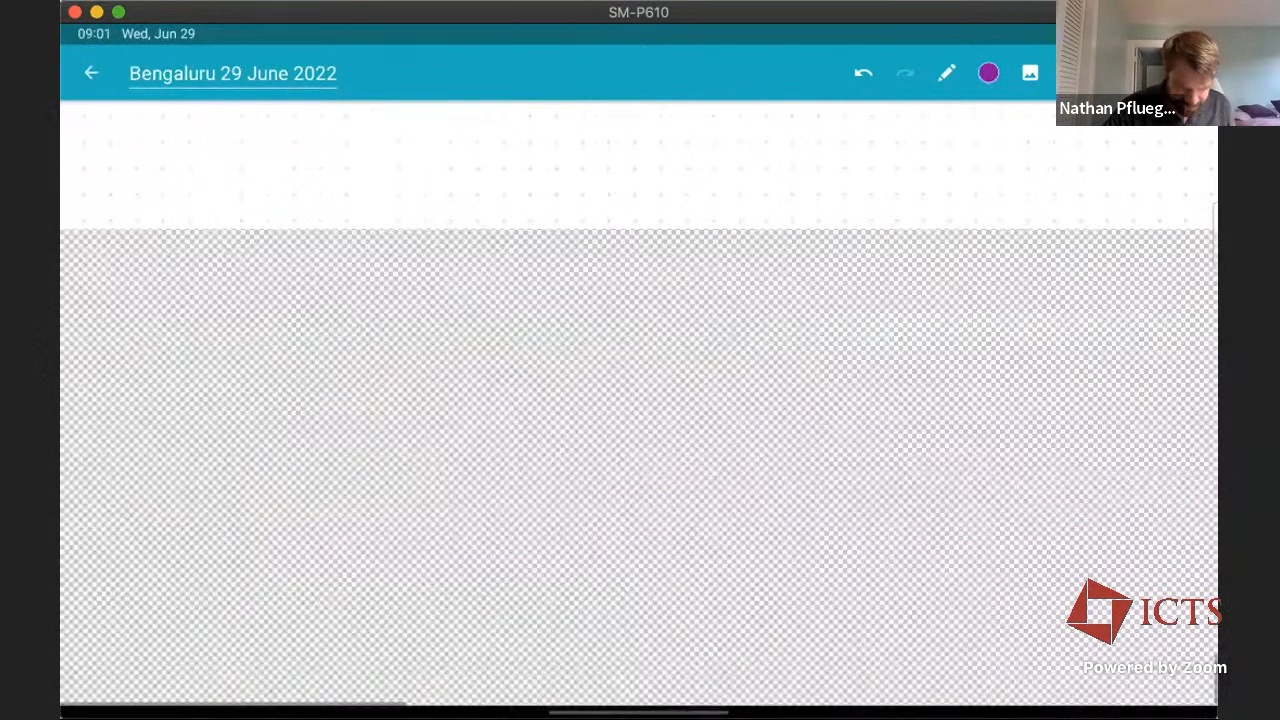 SM-P610
09:01 Wed, Jun 29
Bengaluru 29 June 2022
Nathan Pflueg...
ICTS
Powered by Zoom